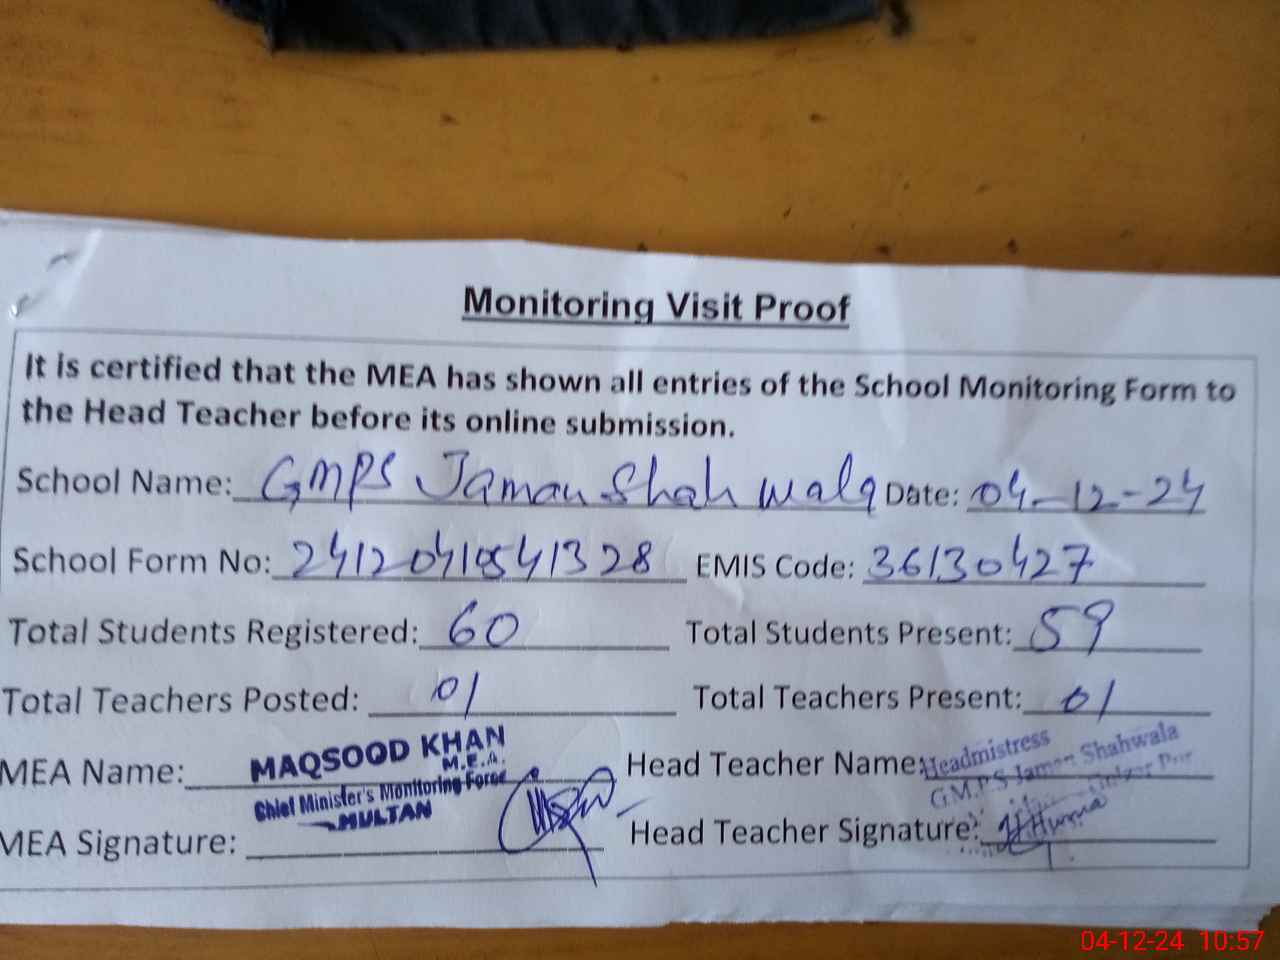 Monitoring Visit Proof
It is certified that the MEA has shown all entries of the School Monitoring Form to
the Head Teacher before its online submission.
School Name: GMPS Jaman Shah wala Date: 04-12-24
School Form No: 24120410541328 EMIS Code: 36130427
Total Students Registered: 60 Total Students Present: 59
Total Teachers Posted: 01 Total Teachers Present: 01
MEA Name: MAQSOOD KHAN
M.E.A.
Chief Minister's Monitoring Force
MULTAN
Head Teacher Name: Headmistress
G.M.P.S Jaman Shahwala
MEA Signature: Head Teacher Signature: Humma
04-12-24 10:57